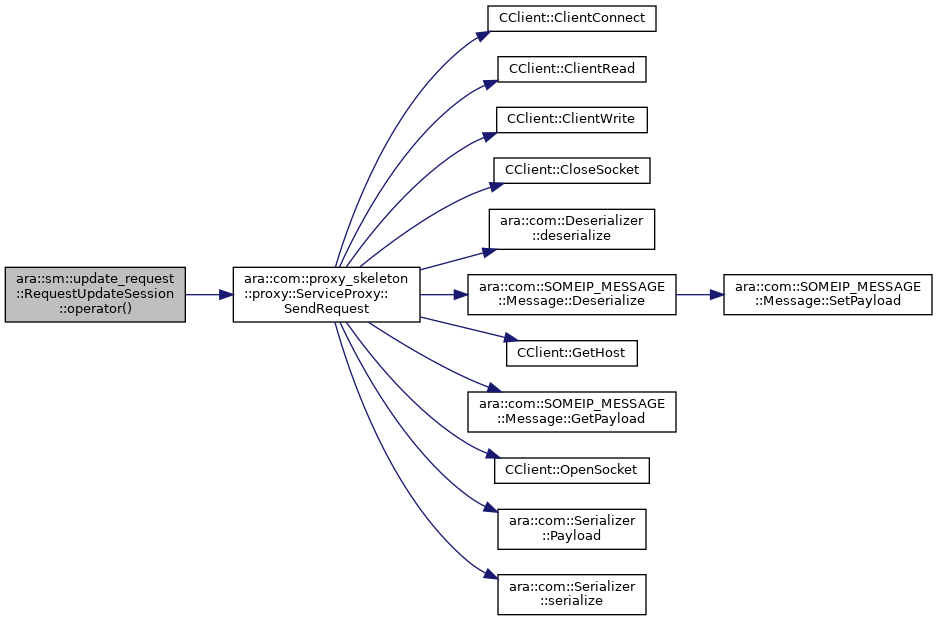 ara::sm::update_request
::RequestUpdateSession
::operator()
ara::com::proxy_skeleton
::proxy::ServiceProxy::
SendRequest
CClient::ClientConnect
CClient::ClientRead
CClient::ClientWrite
CClient::CloseSocket
ara::com::Deserializer
::deserialize
ara::com::SOMEIP_MESSAGE
::Message::Deserialize
ara::com::SOMEIP_MESSAGE
::Message::SetPayload
CClient::GetHost
ara::com::SOMEIP_MESSAGE
::Message::GetPayload
CClient::OpenSocket
ara::com::Serializer
::Payload
ara::com::Serializer
::serialize